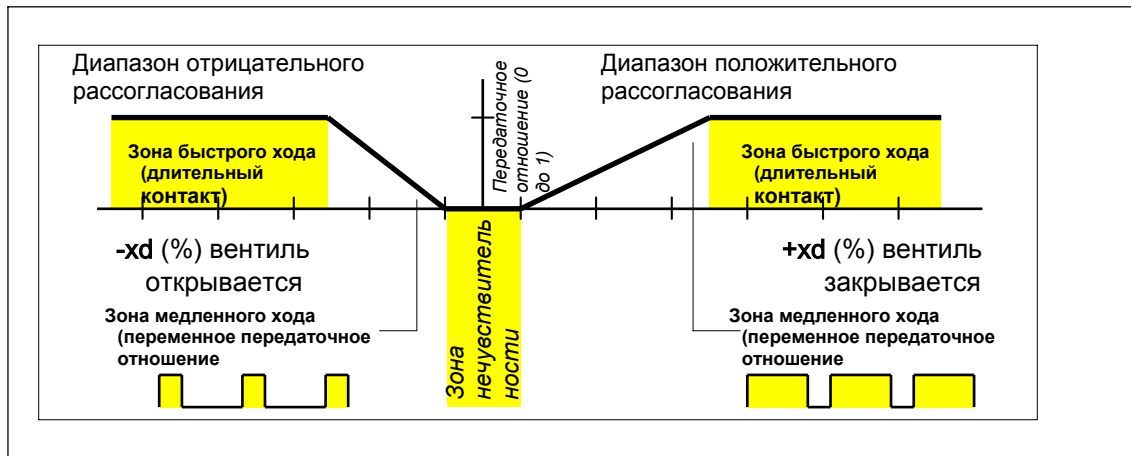 Диапазон отрицательного
рассогласования
Передаточное
отношение (0
до 1)
Диапазон положительного
рассогласования
Зона быстрого хода
(длительный
контакт)
Зона быстрого хода
(длительный
контакт)
-xd (%) вентиль
открывается
+xd (%) вентиль
закрывается
Зона медленного хода
(переменное передаточное
отношение
Зона
нечувствитель
ности
Зона медленного хода
(переменное передаточное
отношение